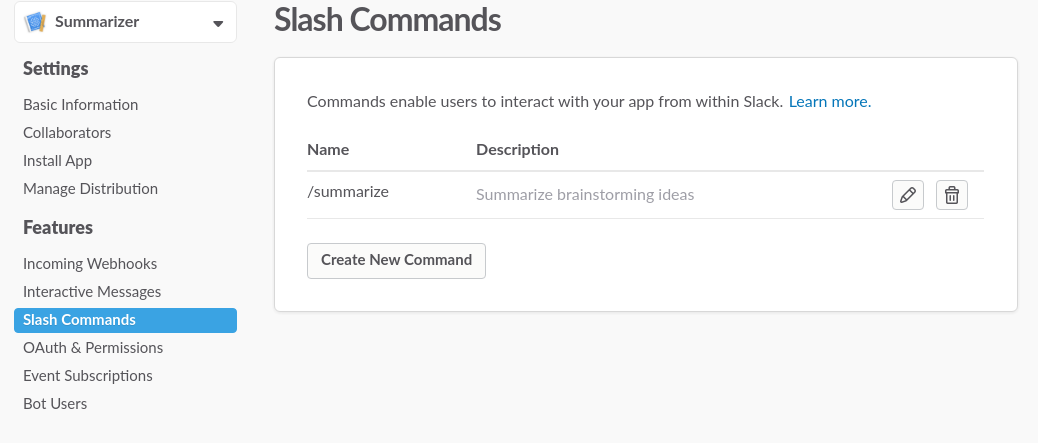 Summarizer
Settings
Basic Information
Collaborators
Install App
Manage Distribution
Features
Incoming Webhooks
Interactive Messages
Slash Commands
OAuth & Permissions
Event Subscriptions
Bot Users
Slash Commands
Commands enable users to interact with your app from within Slack. Learn more.
Name Description
/summarize Summarize brainstorming ideas
Create New Command